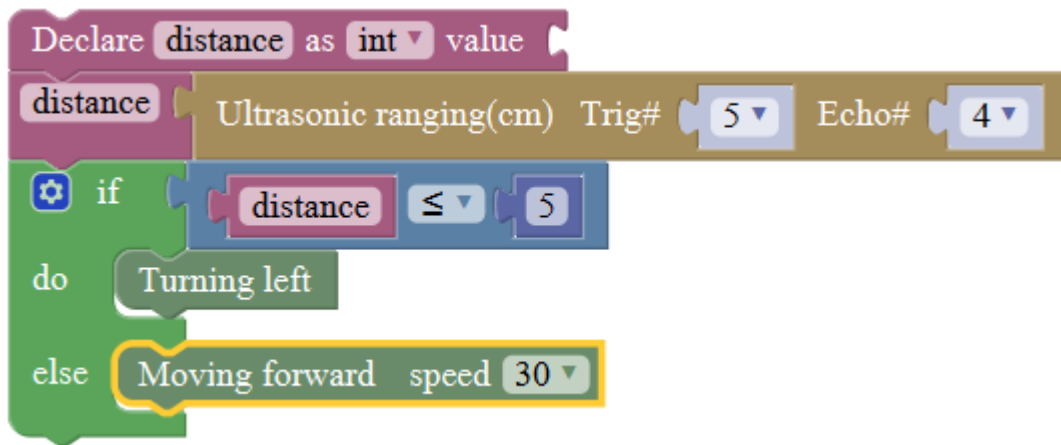 Declare distance as int value
distance Ultrasonic ranging(cm) Trig# 5 Echo# 4
if distance ≤ 5
do Turning left
else Moving forward speed 30